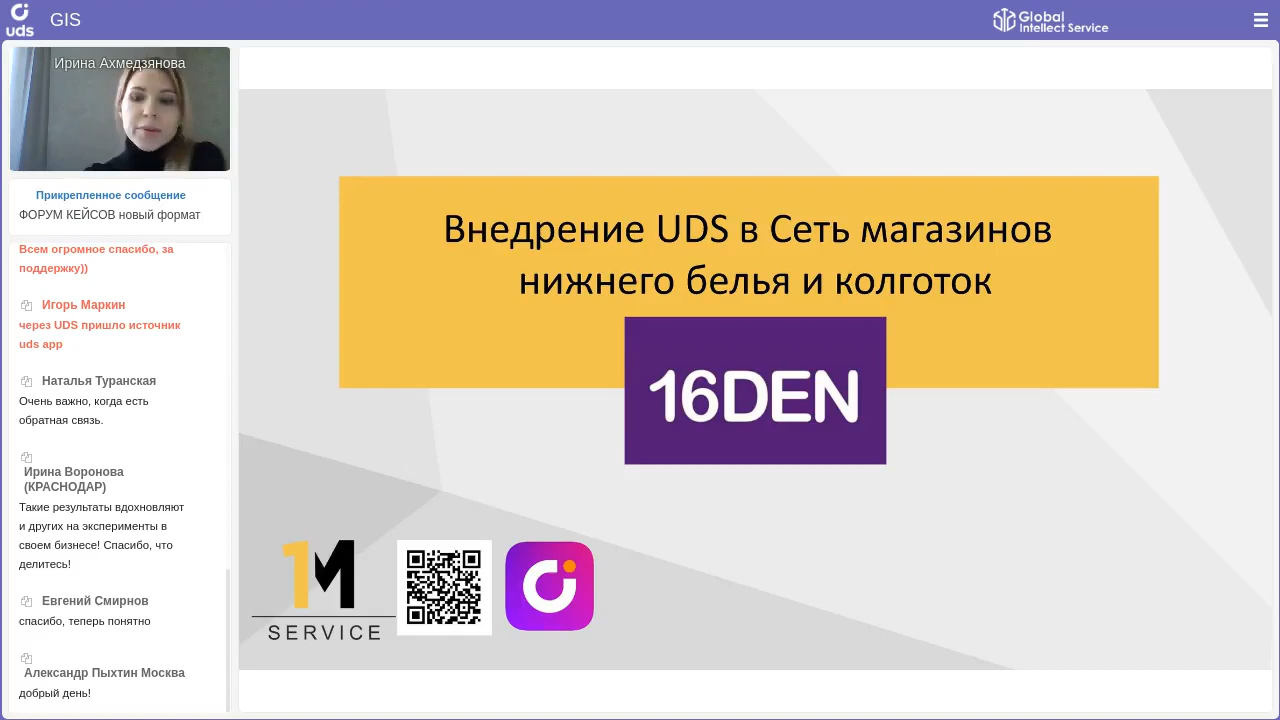 uds
GIS
Global
Intellect Service
Ирина Ахмедзянова
Прикрепленное сообщение
ФОРУМ КЕЙСОВ новый формат
Всем огромное спасибо, за
поддержку))
Игорь Маркин
через UDS пришло источник
uds app
Наталья Туранская
Очень важно, когда есть
обратная связь.
Ирина Воронова
(КРАСНОДАР)
Такие результаты вдохновляют
и других на эксперименты в
своем бизнесе! Спасибо, что
делитесь!
Евгений Смирнов
спасибо, теперь понятно
Александр Пыхтин Москва
добрый день!
Внедрение UDS в Сеть магазинов
нижнего белья и колготок
16DEN
1M
SERVICE